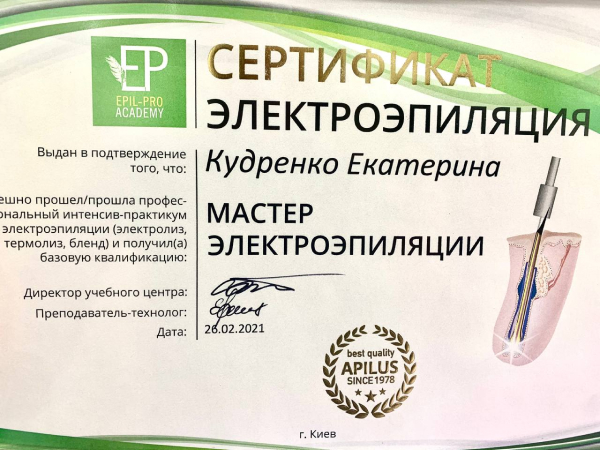 EP
EPIL-PRO
ACADEMY
СЕРТИФИКАТ
ЭЛЕКТРОЭПИЛЯЦИЯ
Выдан в подтверждение
того, что:
Кудренко Екатерина
ешно прошел/прошла профес-
ональный интенсив-практикум
электроэпиляции (электролиз,
термолиз, бленд) и получил(а)
базовую квалификацию:
МАСТЕР
ЭЛЕКТРОЭПИЛЯЦИИ
Директор учебного центра:
Преподаватель-технолог:
Дата:
26.02.2021
best quality
APILUS
SINCE 1978
г. Киев